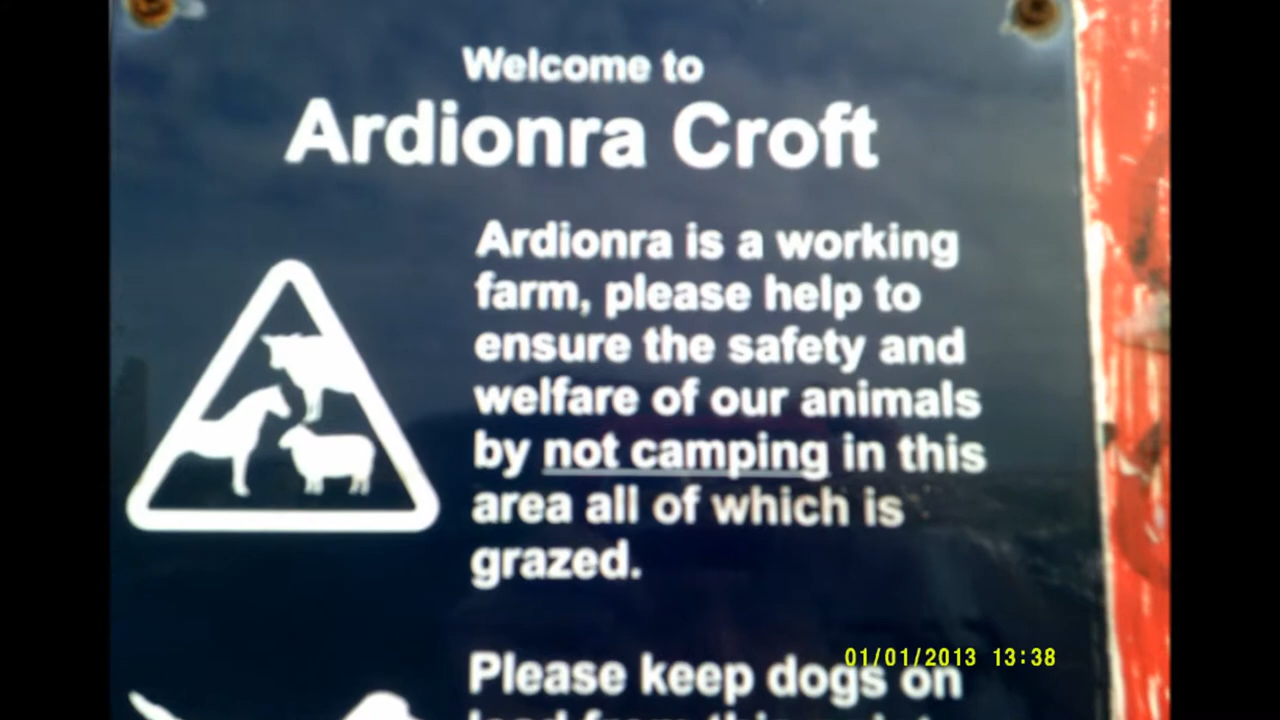 Welcome to
Ardionra Croft
Ardionra is a working
farm, please help to
ensure the safety and
welfare of our animals
by not camping in this
area all of which is
grazed.
01/01/2013 13:38
Please keep dogs on